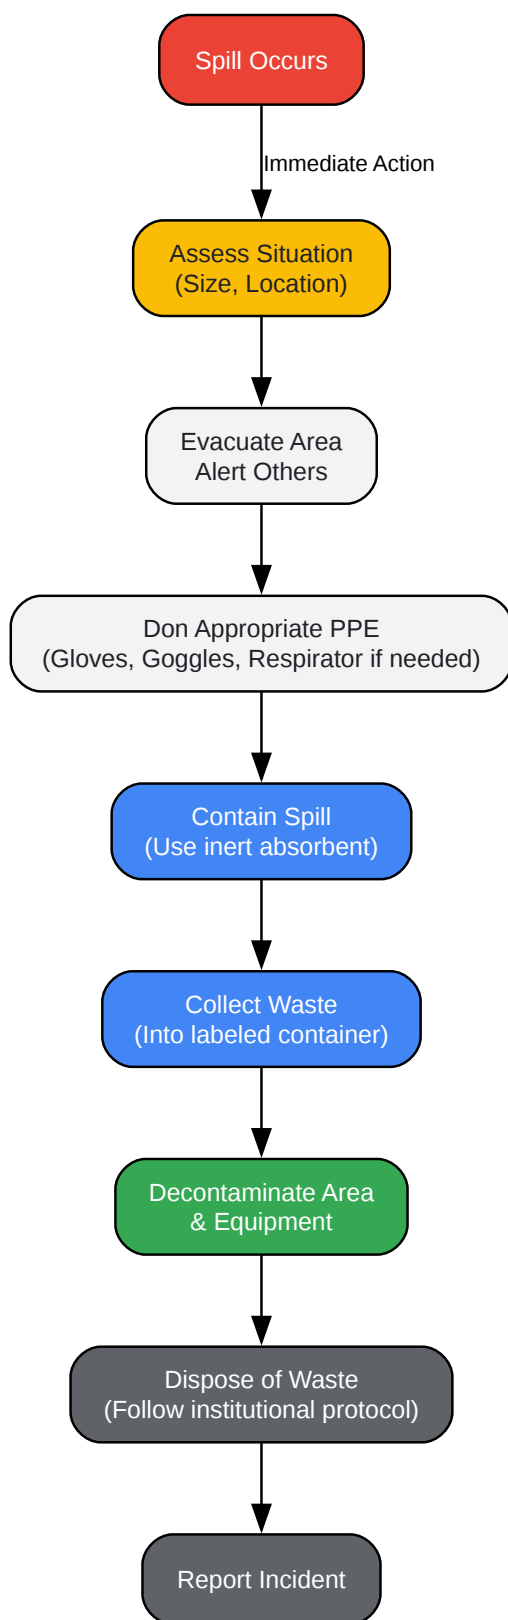 Spill Occurs
Immediate Action
Assess Situation
(Size, Location)
Evacuate Area
Alert Others
Don Appropriate PPE
(Gloves, Goggles, Respirator if needed)
Contain Spill
(Use inert absorbent)
Collect Waste
(Into labeled container)
Decontaminate Area
& Equipment
Dispose of Waste
(Follow institutional protocol)
Report Incident